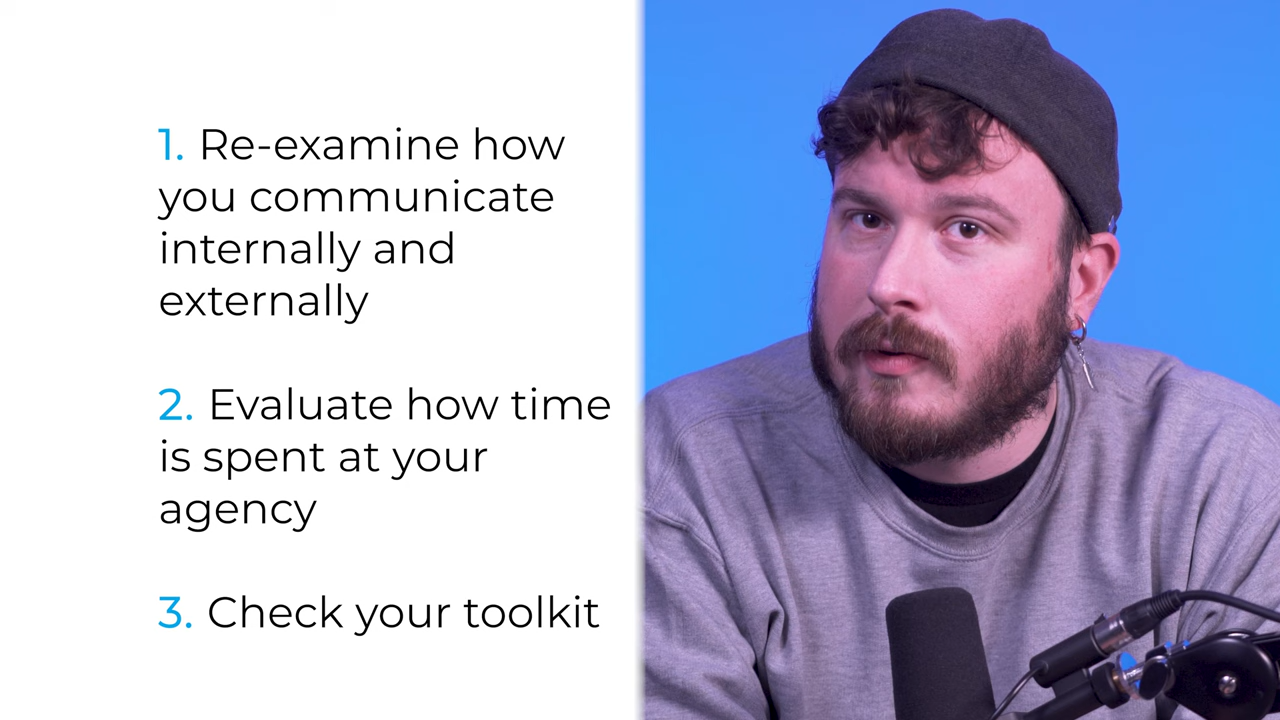 1. Re-examine how
you communicate
internally and
externally
2. Evaluate how time
is spent at your
agency
3. Check your toolkit